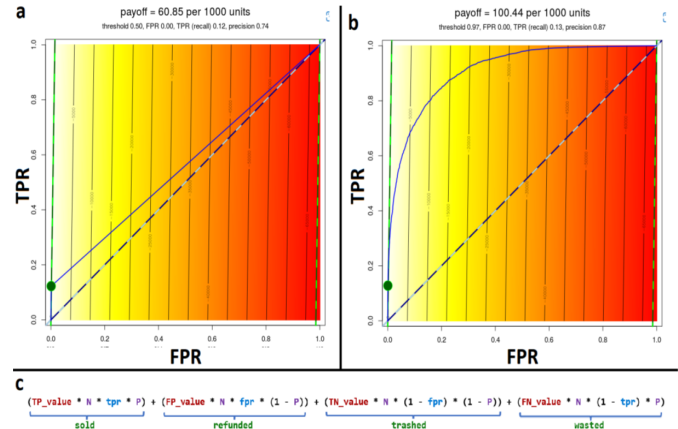 a
payoff = 60.85 per 1000 units
threshold 0.50, FPR 0.00, TPR (recall) 0.12, precision 0.74
TPR
1.0
0.8
0.6
0.4
0.2
0.0
0.0 0.2 0.4 0.6 0.8 1.0
FPR
b
payoff = 100.44 per 1000 units
threshold 0.97, FPR 0.00, TPR (recall) 0.13, precision 0.87
TPR
1.0
0.8
0.6
0.4
0.2
0.0
0.0 0.2 0.4 0.6 0.8 1.0
FPR
c
(TP_value * N * tpr * P) + (FP_value * N * fpr * (1 - P)) + (TN_value * N * (1 - fpr) * (1 - P)) + (FN_value * N * (1 - tpr) * P)
sold refunded trashed wasted